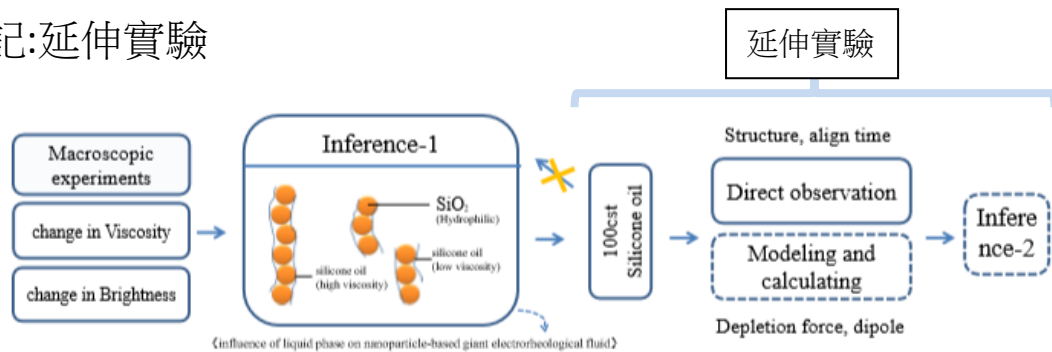 記:延伸實驗
延伸實驗
Macroscopic
experiments
change in Viscosity
change in Brightness
Inference-1
SiO2
(Hydrophilic)
silicone oil
(low viscosity)
silicone oil
(high viscosity)
《influence of liquid phase on nanoparticle-based giant electrorheological fluid》
100cst
Silicone oil
Structure, align time
Direct observation
Modeling and
calculating
Depletion force, dipole
Infere
nce-2